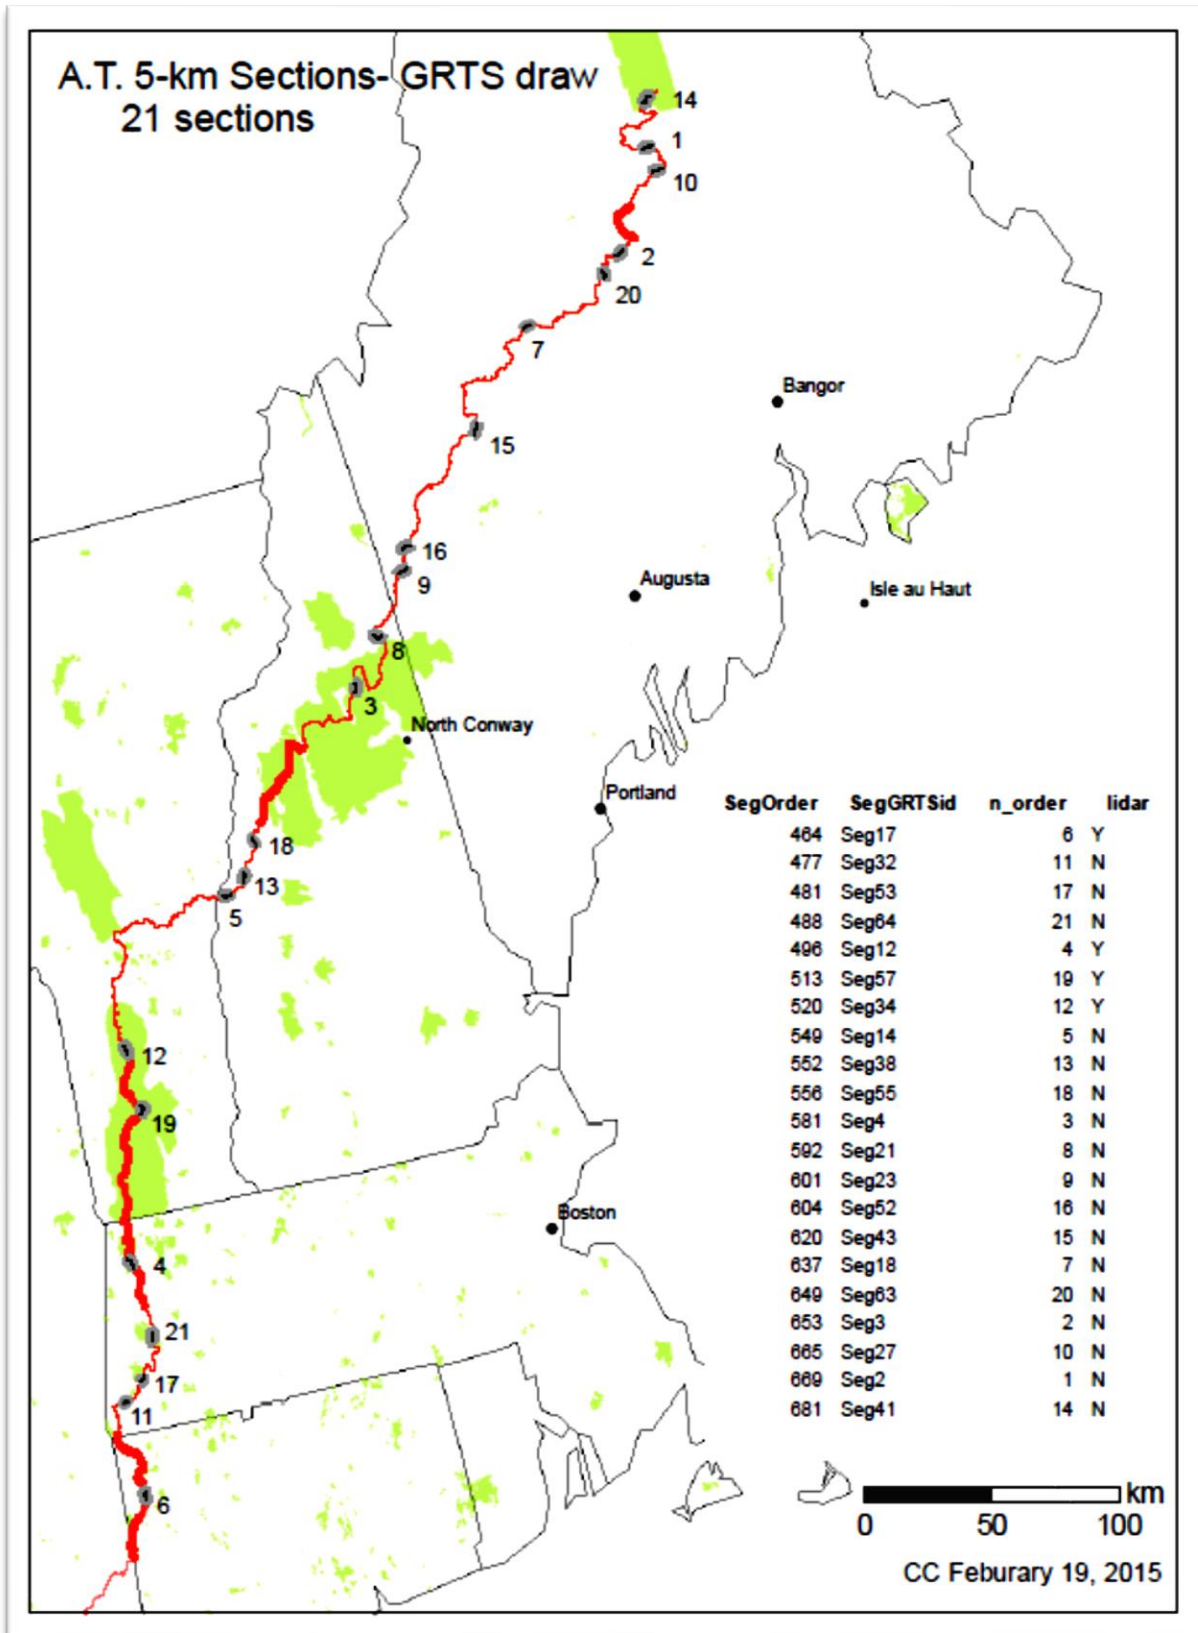 A.T. 5-km Sections- GRTS draw
21 sections
14
1
10
2
20
7
Bangor
15
16
9
Augusta
Isle au Haut
8
3
North Conway
Portland
18
13
5
12
19
Boston
4
21
17
11
6
SegOrder SegGRTSid n_order lidar
464 Seg17 6 Y
477 Seg32 11 N
481 Seg53 17 N
488 Seg64 21 N
496 Seg12 4 Y
513 Seg57 19 Y
520 Seg34 12 Y
549 Seg14 5 N
552 Seg38 13 N
556 Seg55 18 N
581 Seg4 3 N
592 Seg21 8 N
601 Seg23 9 N
604 Seg52 16 N
620 Seg43 15 N
637 Seg18 7 N
649 Seg63 20 N
653 Seg3 2 N
665 Seg27 10 N
669 Seg2 1 N
681 Seg41 14 N
km
0 50 100
CC Feburary 19, 2015